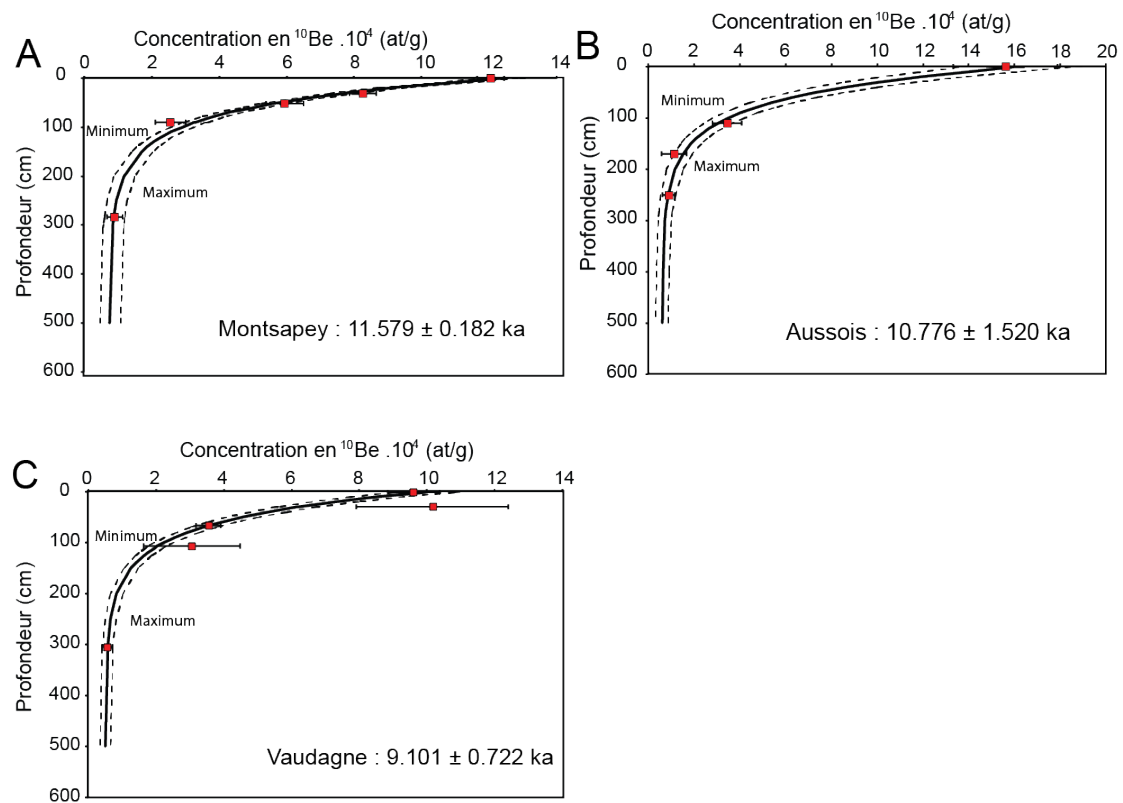 A
Concentration en ¹⁰Be .10⁴ (at/g)
0 2 4 6 8 10 12 14
0
100
200
300
400
500
600
Profondeur (cm)
Minimum
Maximum
Montsapey : 11.579 ± 0.182 ka
B
Concentration en ¹⁰Be .10⁴ (at/g)
0 2 4 6 8 10 12 14 16 18 20
0
100
200
300
400
500
600
Profondeur (cm)
Minimum
Maximum
Aussois : 10.776 ± 1.520 ka
C
Concentration en ¹⁰Be .10⁴ (at/g)
0 2 4 6 8 10 12 14
0
100
200
300
400
500
600
Profondeur (cm)
Minimum
Maximum
Vaudagne : 9.101 ± 0.722 ka